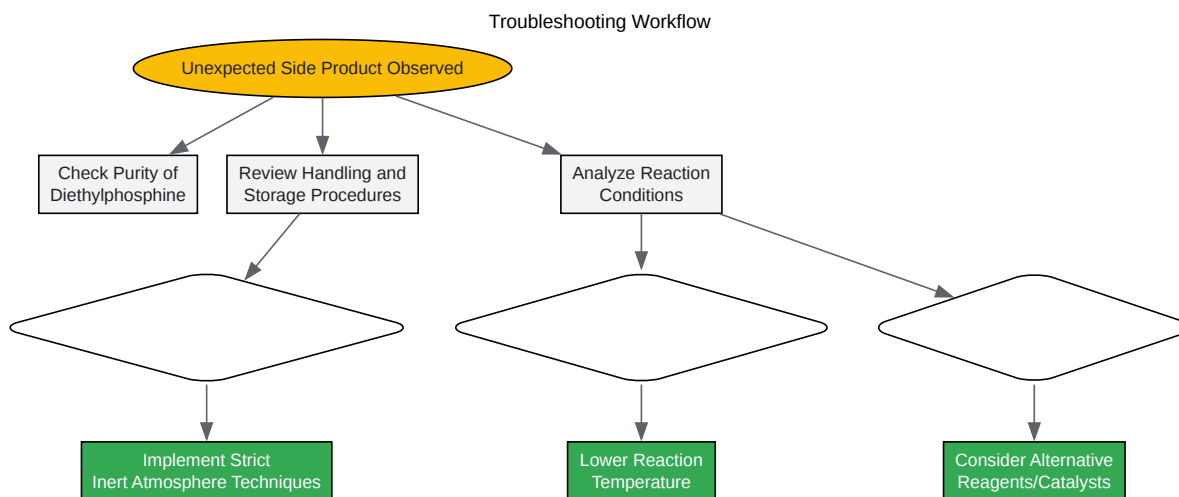 Troubleshooting Workflow
Unexpected Side Product Observed
Check Purity of
Diethylphosphine
Review Handling and
Storage Procedures
Analyze Reaction
Conditions
Implement Strict
Inert Atmosphere Techniques
Lower Reaction
Temperature
Consider Alternative
Reagents/Catalysts